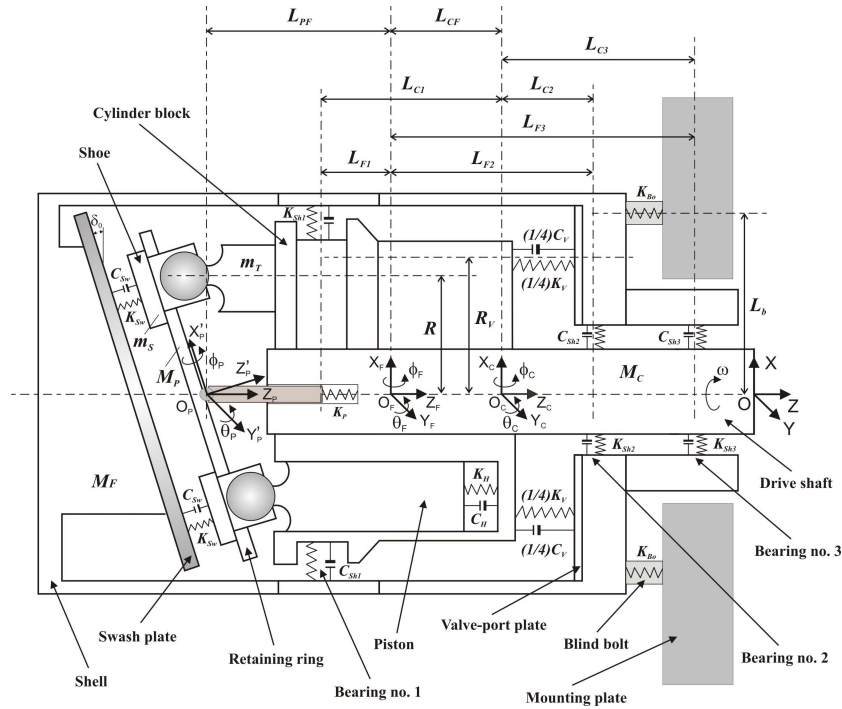 L_PF L_CF
L_C3
L_C1 L_C2
L_F3
L_F1 L_F2
Cylinder block
Shoe
K_Sh1
K_Bo
δ_0
C_Sw
K_Sw
m_T
(1/4)C_V
(1/4)K_V
R
R_V
L_b
m_S
M_P
X'_P
ϕ_P
Z'_P
C_Sh2
C_Sh3
X_F
ϕ_F
X_C
ϕ_C
M_C
ω
X
O_P
Z_P
K_P
O_F
Z_F
O_C
Z_C
O
Z
θ_P
Y'_P
θ_F
Y_F
θ_C
Y_C
Y
M_F
C_Sw
K_Sw
K_H
C_H
K_Sh2
K_Sh3
(1/4)K_V
(1/4)C_V
Drive shaft
C_Sh1
K_Bo
Bearing no. 3
Valve-port plate
Swash plate
Piston
Blind bolt
Shell
Retaining ring
Bearing no. 2
Bearing no. 1
Mounting plate